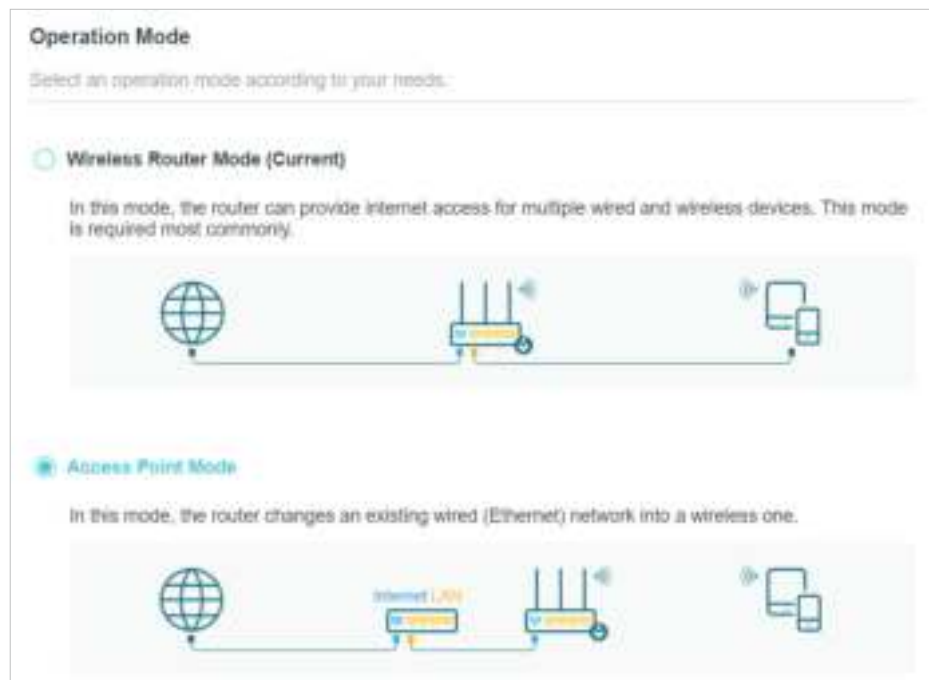 Operation Mode
Select an operation mode according to your needs.
Wireless Router Mode (Current)
In this mode, the router can provide internet access for multiple wired and wireless devices. This mode
is required most commonly.
Access Point Mode
In this mode, the router changes an existing wired (Ethernet) network into a wireless one.
Internet LAN